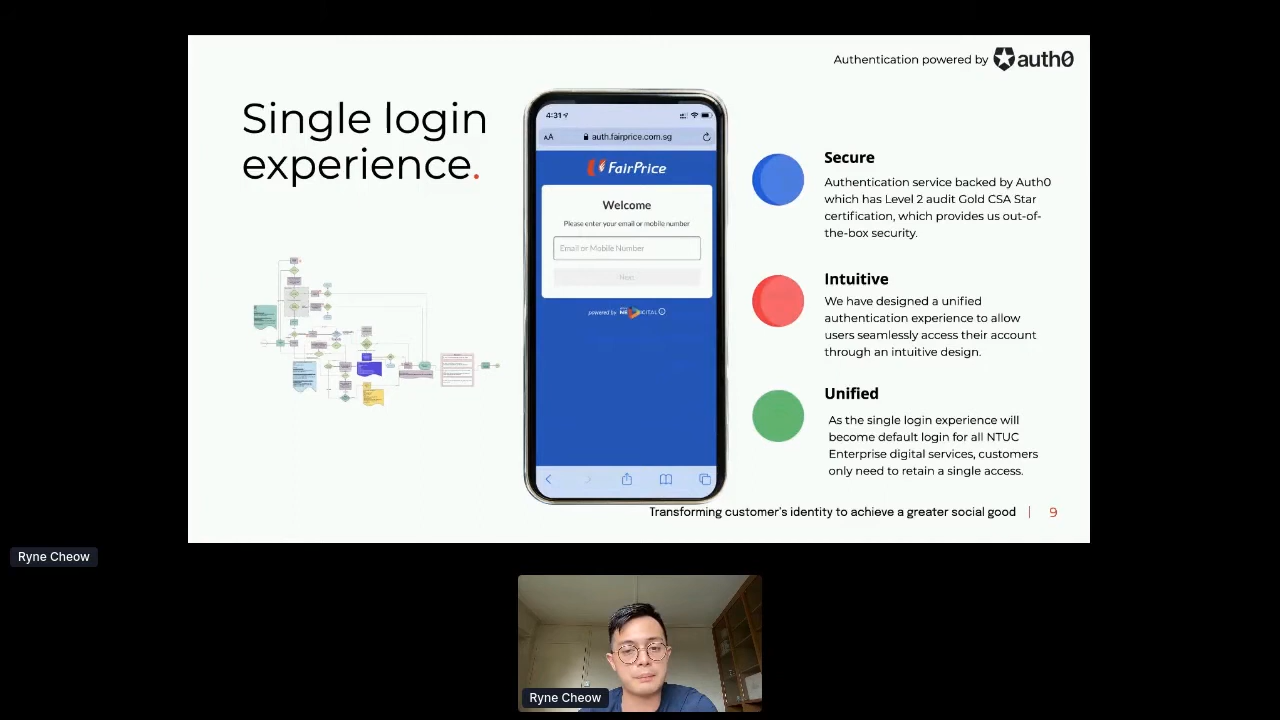 Authentication powered by auth0
Single login
experience.
4:31
AA auth.fairprice.com.sg
FairPrice
Welcome
Please enter your email or mobile number
Email or Mobile Number
Next
powered by
Secure
Authentication service backed by Auth0
which has Level 2 audit Gold CSA Star
certification, which provides us out-of-
the-box security.
Intuitive
We have designed a unified
authentication experience to allow
users seamlessly access their account
through an intuitive design.
Unified
As the single login experience will
become default login for all NTUC
Enterprise digital services, customers
only need to retain a single access.
Transforming customer's identity to achieve a greater social good | 9
Ryne Cheow
Ryne Cheow